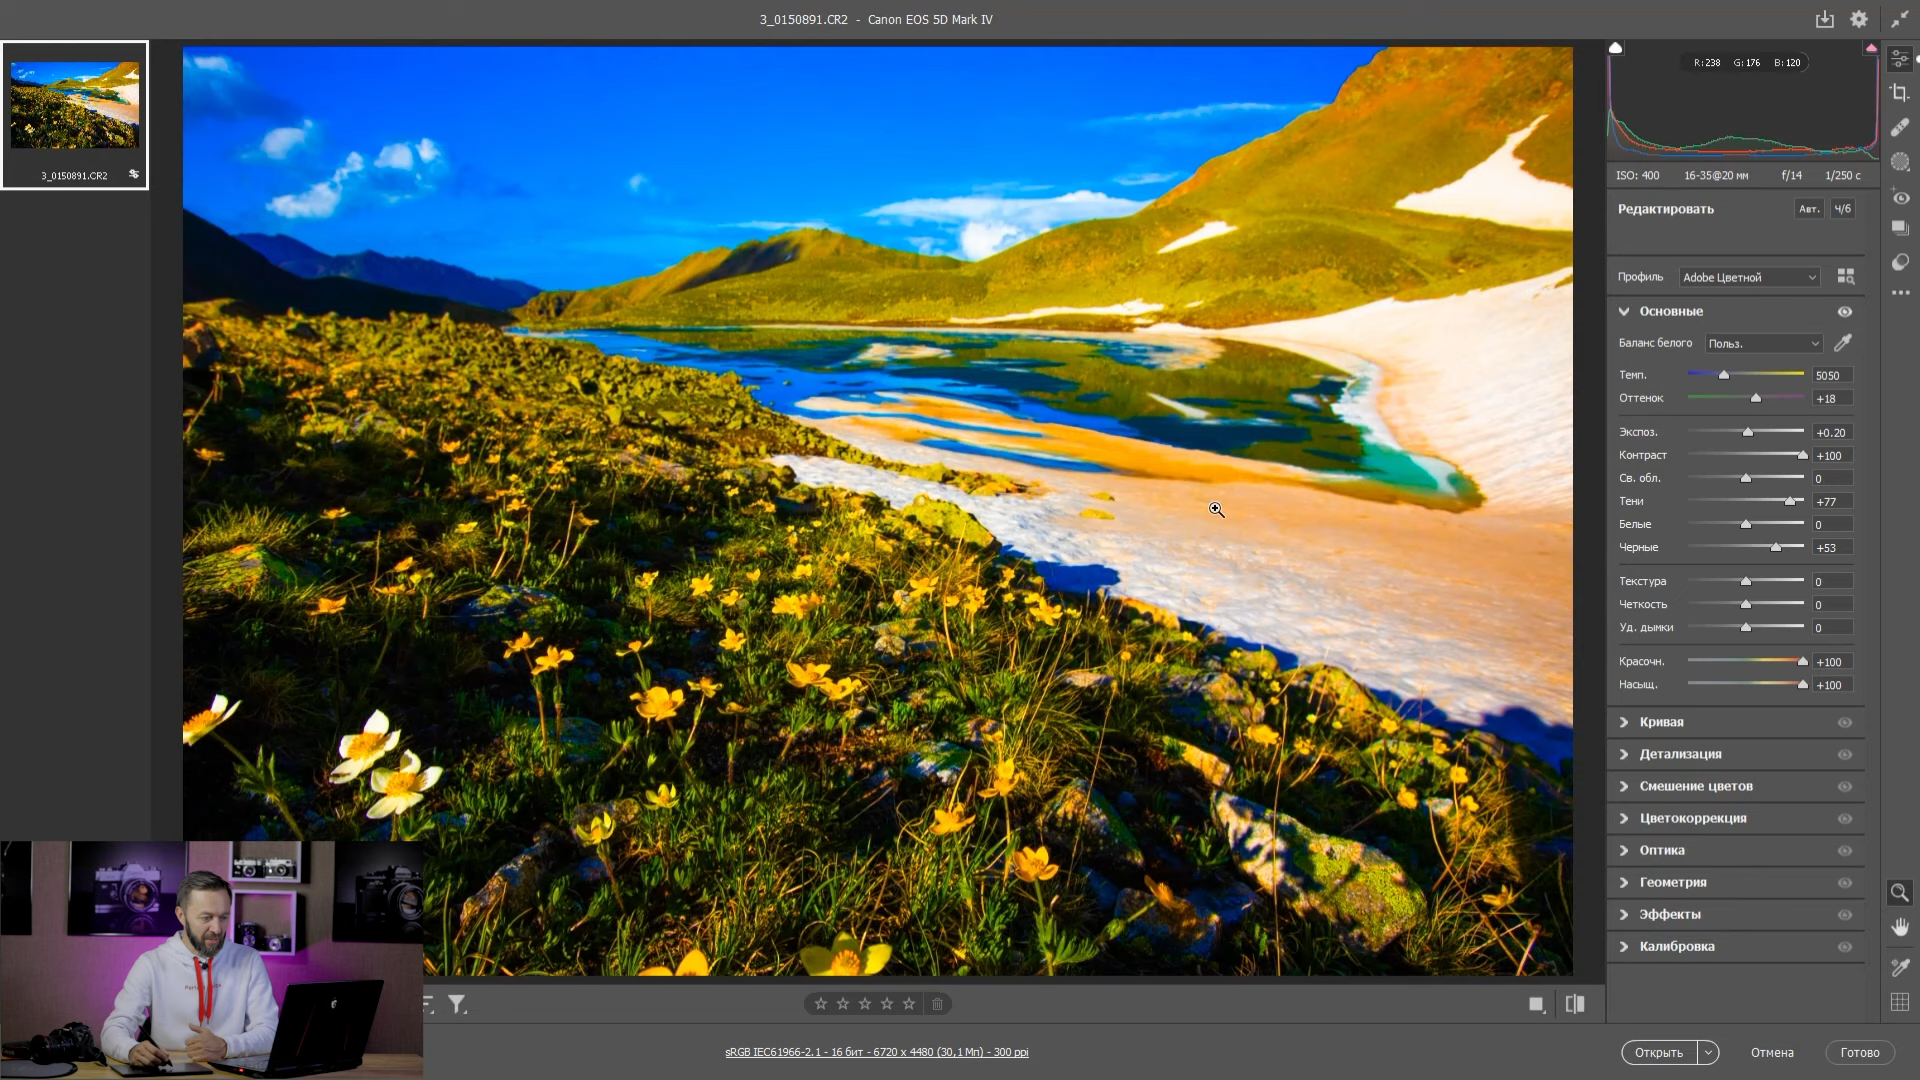 3_0150891.CR2 - Canon EOS 5D Mark IV
3_0150891.CR2
R: 238 G: 176 B: 120
ISO: 400 16-35@20 мм f/14 1/250 с
Редактировать Авт. Ч/б
Профиль Adobe Цветной
Основные
Баланс белого Польз.
Темп. 5050
Оттенок +18
Экспоз. +0.20
Контраст +100
Св. обл. 0
Тени +77
Белые 0
Черные +53
Текстура 0
Четкость 0
Уд. дымки 0
Красочн. +100
Насыщ. +100
Кривая
Детализация
Смешение цветов
Цветокоррекция
Оптика
Геометрия
Эффекты
Калибровка
sRGB IEC61966-2.1 - 16 бит - 6720 x 4480 (30,1 Мп) - 300 ppi
Открыть Отмена Готово